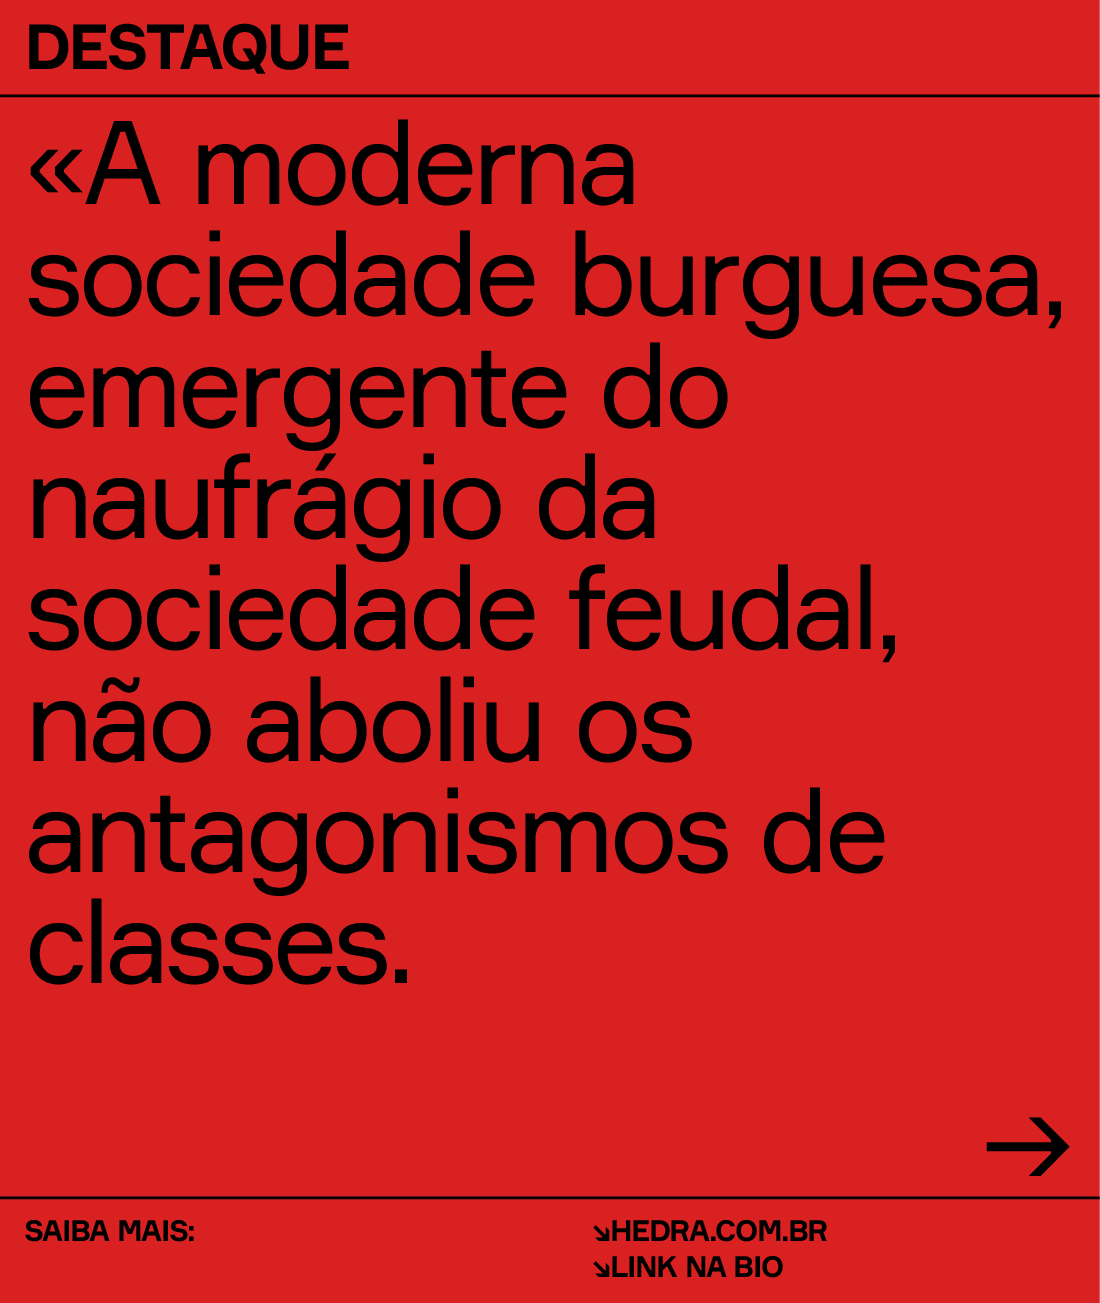 DESTAQUE
«A moderna
sociedade burguesa,
emergente do
naufrágio da
sociedade feudal,
não aboliu os
antagonismos de
classes.
→
SAIBA MAIS:
↘HEDRA.COM.BR
↘LINK NA BIO